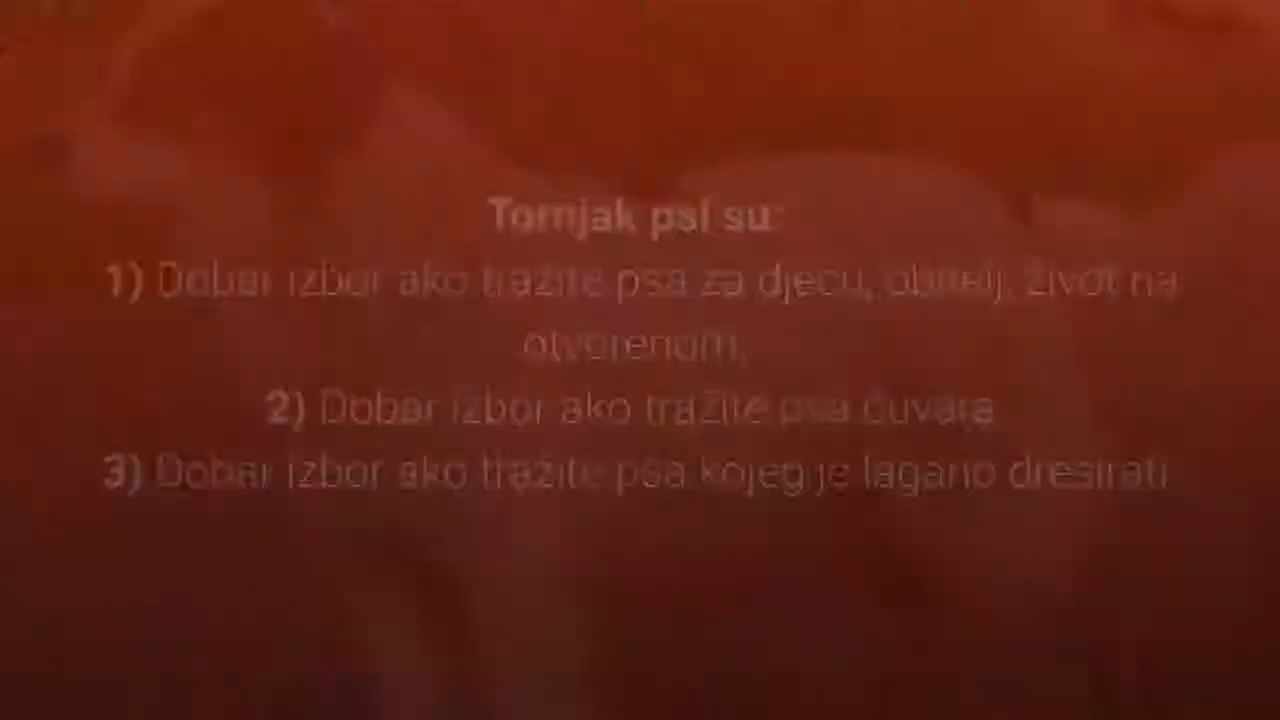 Tornjak psi su:
1) Dobar izbor ako tražite psa za djecu, obitelj, život na
otvorenom.
2) Dobar izbor ako tražite psa čuvara
3) Dobar izbor ako tražite psa kojeg je lagano dresirati